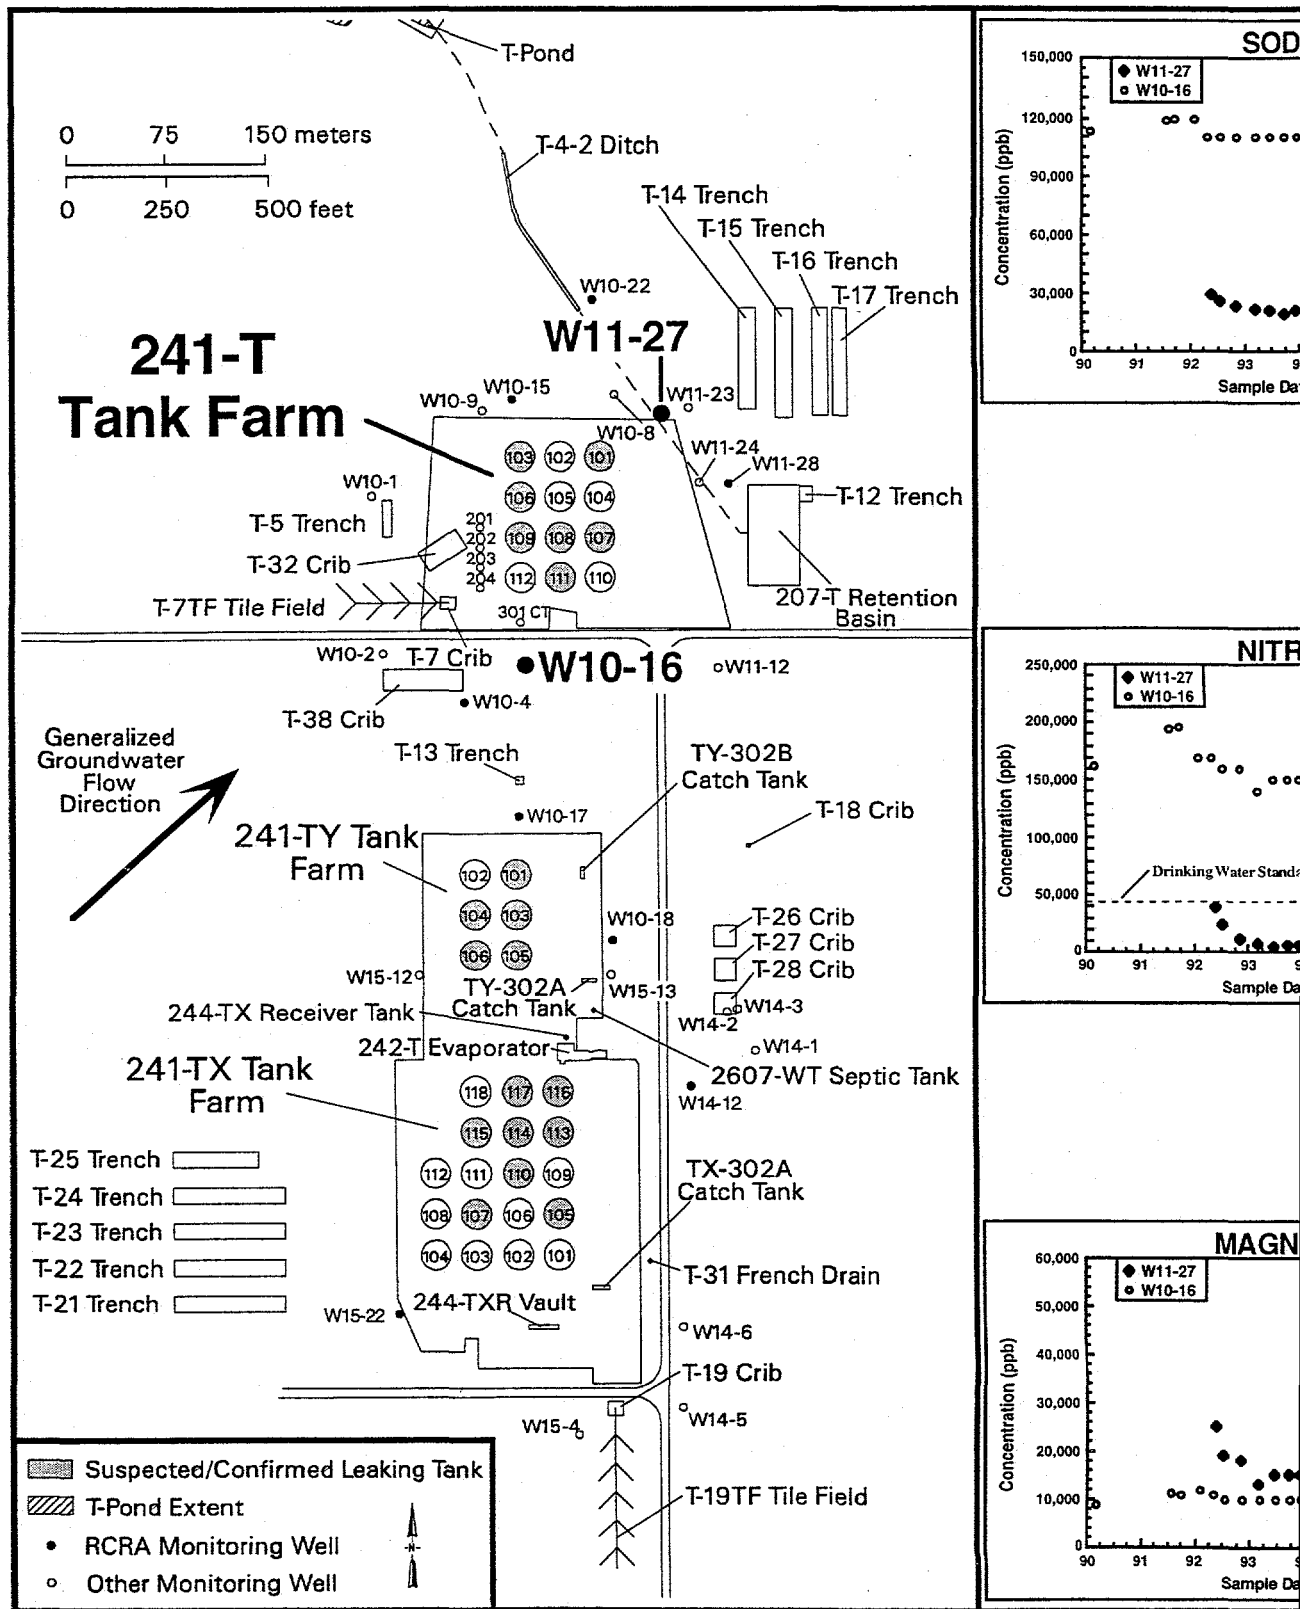 T-Pond
0 75 150 meters
0 250 500 feet
T-4-2 Ditch
T-14 Trench
T-15 Trench
T-16 Trench
T-17 Trench
W10-22
W11-27
241-T
Tank Farm
W10-15
W10-9
W11-23
W10-8
W11-24
W11-28
W10-1
103 102 101
106 105 104
109 108 107
112 111 110
T-12 Trench
T-5 Trench
201
202
203
204
T-32 Crib
T-7TF Tile Field
301 CT
207-T Retention
Basin
W10-2
T-7 Crib
W10-16
W11-12
W10-4
T-38 Crib
Generalized
Groundwater
Flow
Direction
T-13 Trench
TY-302B
Catch Tank
W10-17
T-18 Crib
241-TY Tank
Farm
102 101
104 103
106 105
W10-18
T-26 Crib
T-27 Crib
T-28 Crib
W15-12
TY-302A
Catch Tank
W15-13
W14-3
W14-2
244-TX Receiver Tank
242-T Evaporator
W14-1
241-TX Tank
Farm
2607-WT Septic Tank
W14-12
118 117 116
115 114 113
112 111 110 109
108 107 106 105
104 103 102 101
T-25 Trench
T-24 Trench
T-23 Trench
T-22 Trench
T-21 Trench
TX-302A
Catch Tank
T-31 French Drain
244-TXR Vault
W15-22
W14-6
T-19 Crib
W15-4
W14-5
T-19TF Tile Field
Suspected/Confirmed Leaking Tank
T-Pond Extent
RCRA Monitoring Well
Other Monitoring Well
N
SOD
W11-27
W10-16
Concentration (ppb)
150,000
120,000
90,000
60,000
30,000
0
90 91 92 93 9
Sample Da
NITR
W11-27
W10-16
Concentration (ppb)
250,000
200,000
150,000
100,000
50,000
0
Drinking Water Standa
90 91 92 93 9
Sample Da
MAGN
W11-27
W10-16
Concentration (ppb)
60,000
50,000
40,000
30,000
20,000
10,000
0
90 91 92 93 9
Sample Da